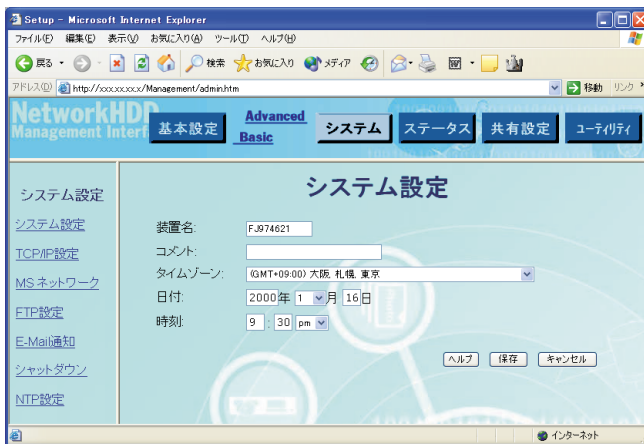 Setup - Microsoft Internet Explorer
ファイル(F) 編集(E) 表示(V) お気に入り(A) ツール(T) ヘルプ(H)
戻る 検索 お気に入り メディア
アドレス(D) http://xxxxxxxx/Management/admin.htm 移動 リンク
NetworkHDD
Management Interf
基本設定
Advanced
Basic
システム ステータス 共有設定 ユーティリティ
システム設定
システム設定
TCP/IP設定
MS ネットワーク
FTP設定
E-Mail通知
シャットダウン
NTP設定
システム設定
装置名: FJ974621
コメント:
タイムゾーン: (GMT+09:00) 大阪, 札幌, 東京
日付: 2000年 1 月 16日
時刻: 9 : 30 pm
ヘルプ 保存 キャンセル
インターネット